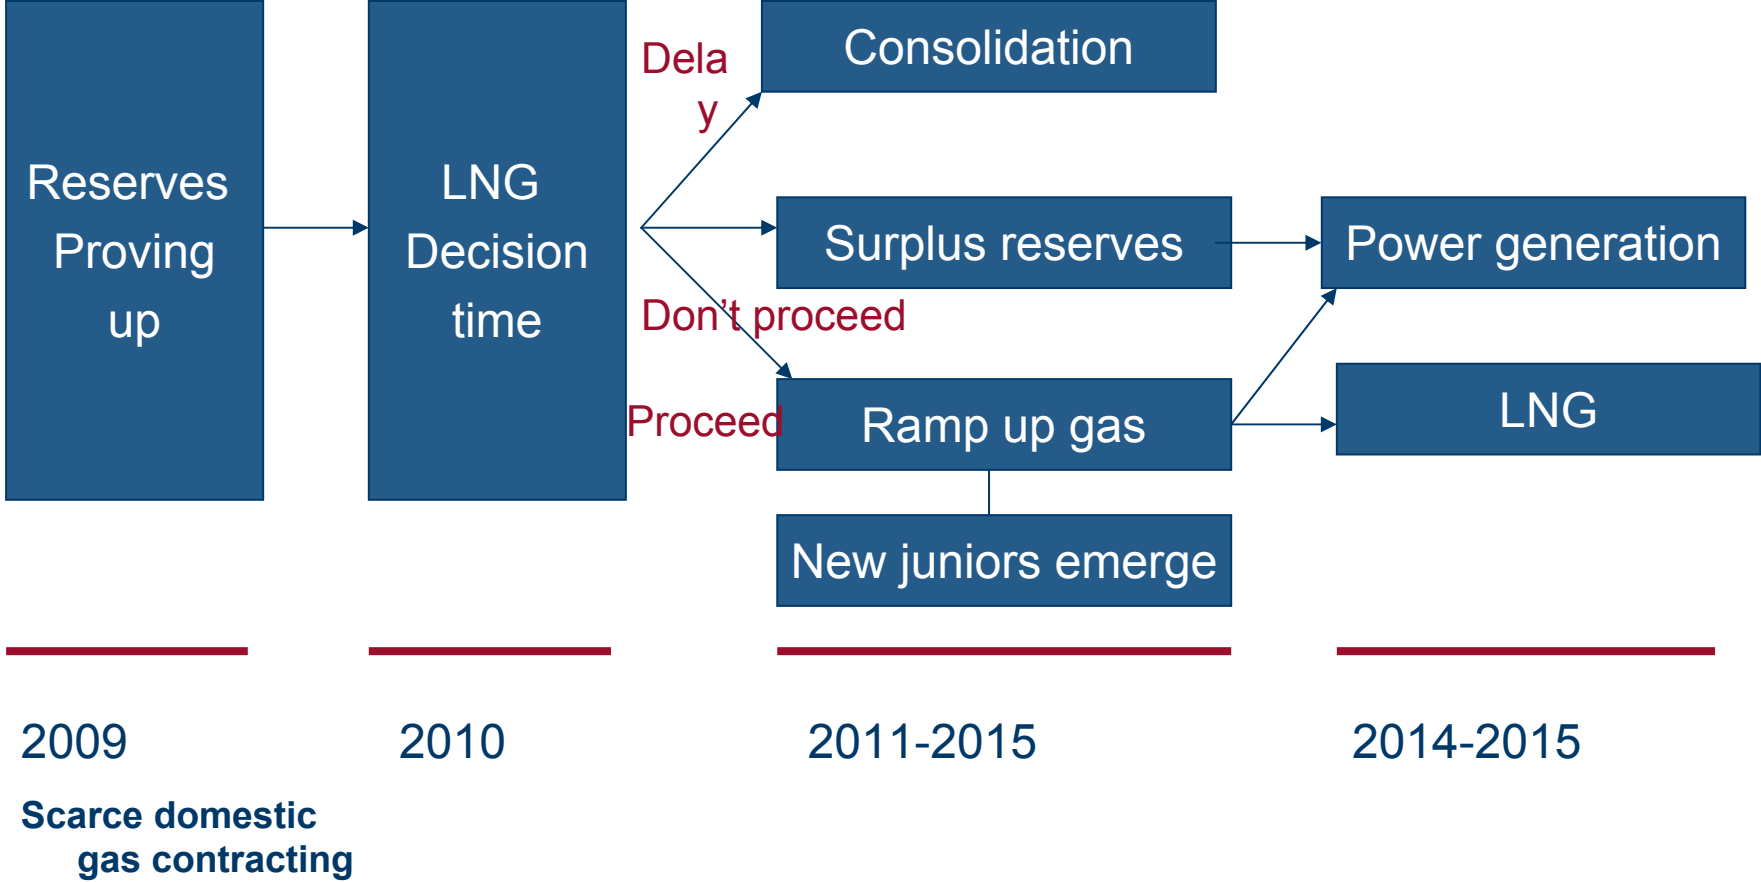 Reserves
Proving
up
LNG
Decision
time
Dela
y
Don't proceed
Proceed
Consolidation
Surplus reserves
Ramp up gas
New juniors emerge
Power generation
LNG
2009
2010
2011-2015
2014-2015
Scarce domestic
gas contracting